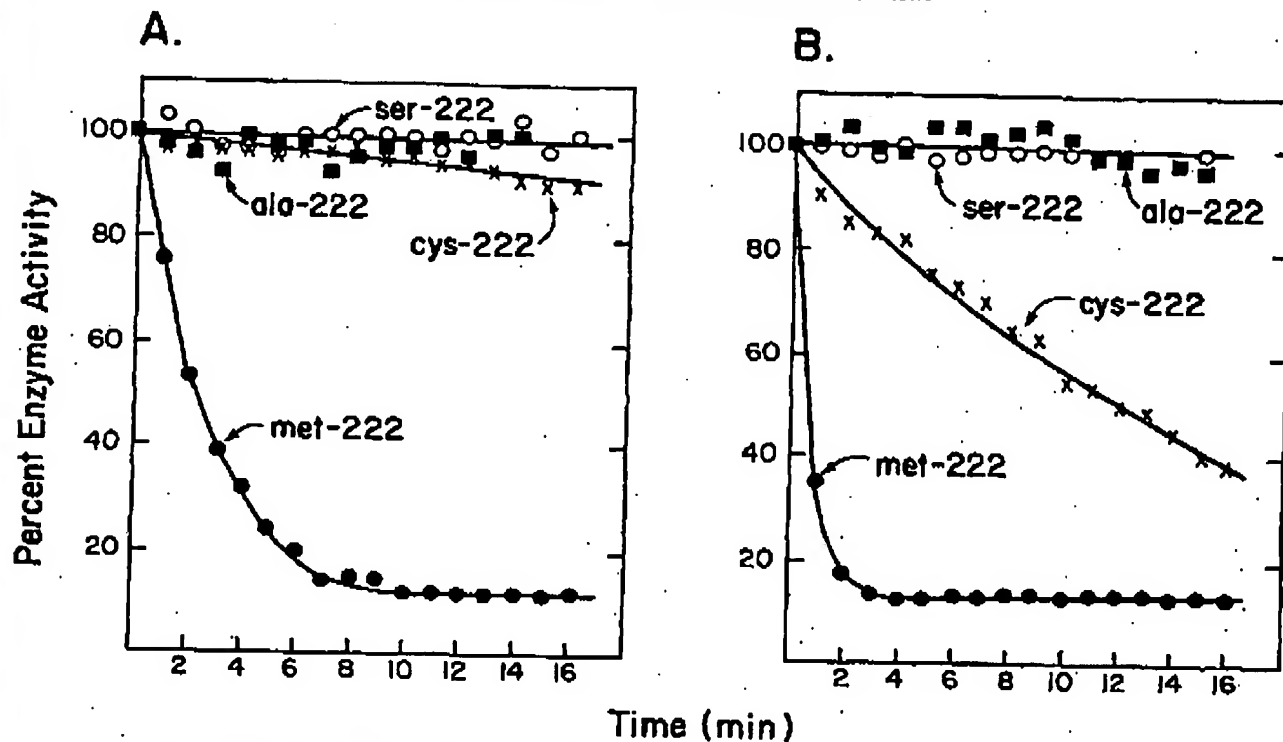 A.
B.
Percent Enzyme Activity
100
80
60
40
20
ser-222
ala-222
cys-222
met-222
2 4 6 8 10 12 14 16
100
80
60
40
20
ser-222
ala-222
cys-222
met-222
2 4 6 8 10 12 14 16
Time (min)